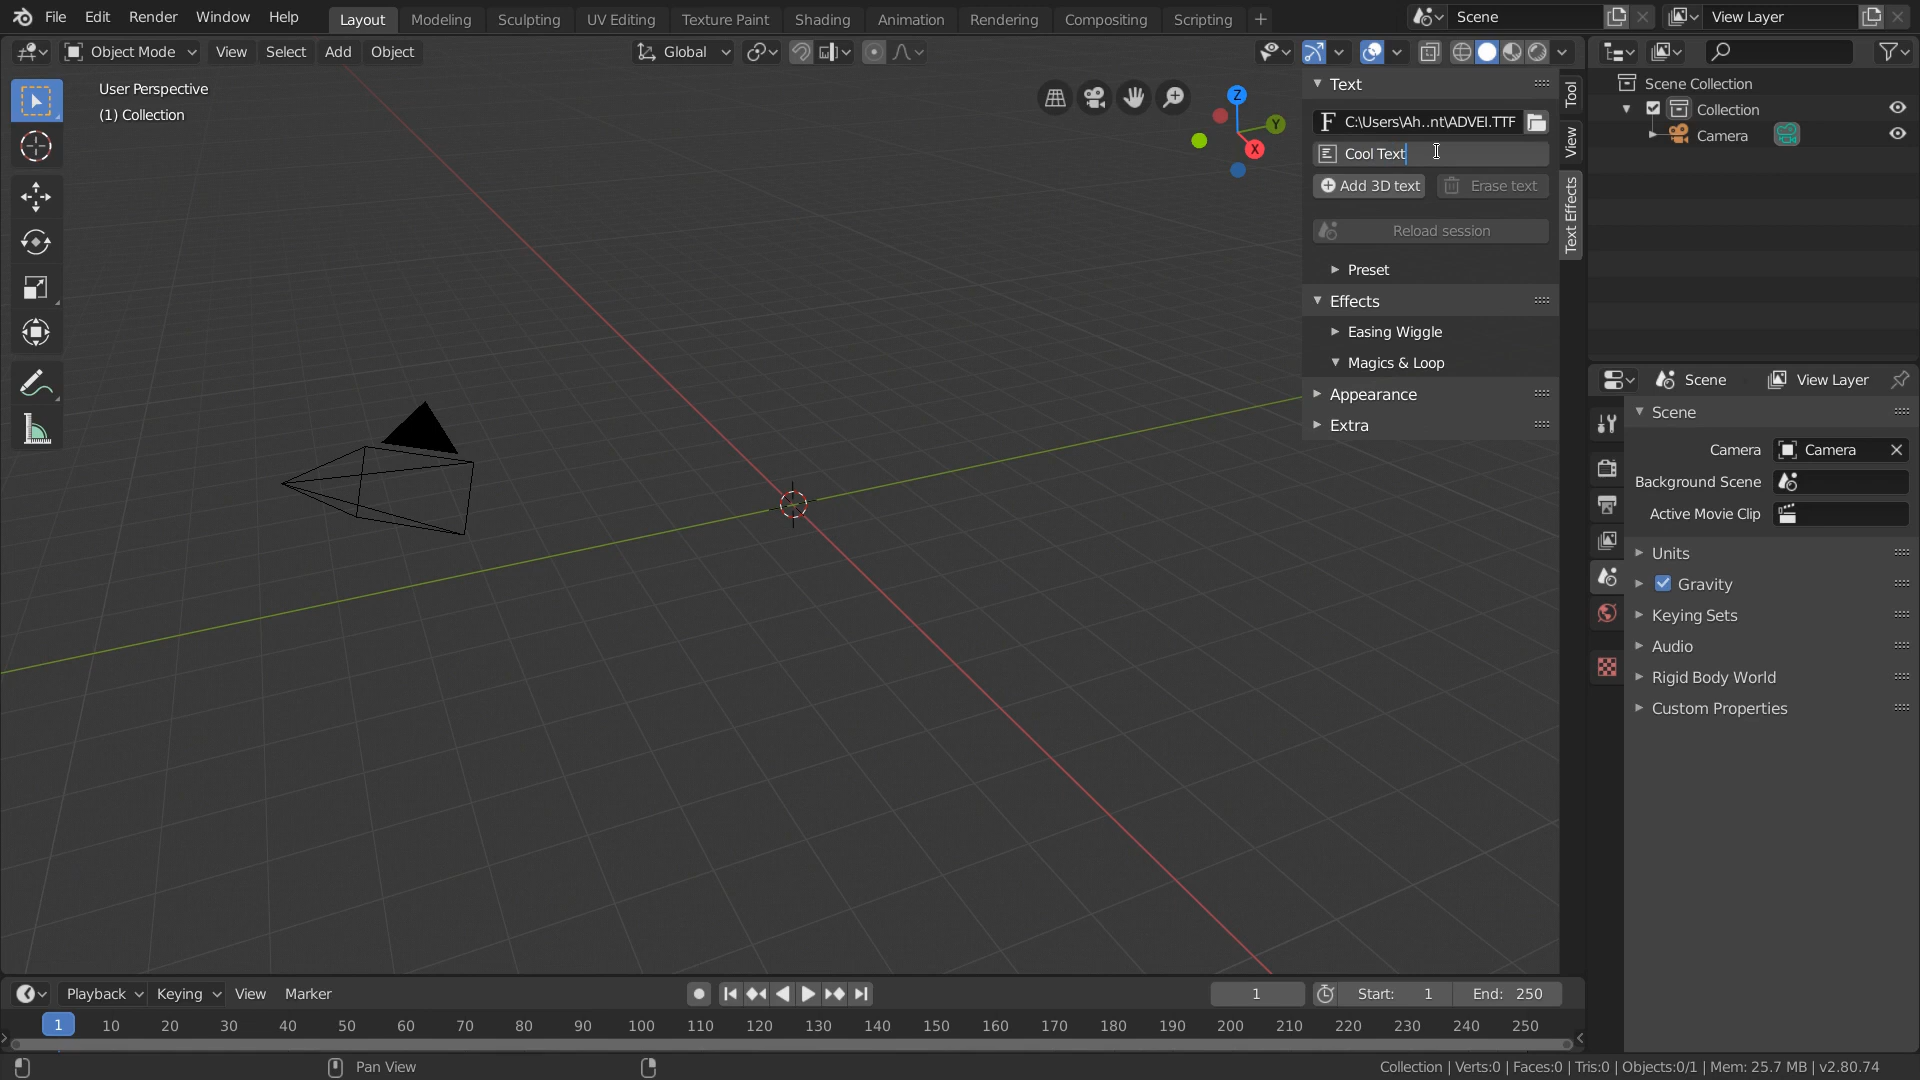 File Edit Render Window Help Layout Modeling Sculpting UV Editing Texture Paint Shading Animation Rendering Compositing Scripting + Scene View Layer
Object Mode View Select Add Object Global
User Perspective
(1) Collection
Z
Y
X
Text
F C:\Users\Ah..nt\ADVEI.TTF
Cool Text
Add 3D text Erase text
Reload session
Preset
Effects
Easing Wiggle
Magics & Loop
Appearance
Extra
Tool
View
Text Effects
Scene Collection
Collection
Camera
Scene View Layer
Scene
Camera Camera
Background Scene
Active Movie Clip
Units
Gravity
Keying Sets
Audio
Rigid Body World
Custom Properties
Playback Keying View Marker 1 Start: 1 End: 250
1 10 20 30 40 50 60 70 80 90 100 110 120 130 140 150 160 170 180 190 200 210 220 230 240 250
Pan View Collection | Verts:0 | Faces:0 | Tris:0 | Objects:0/1 | Mem: 25.7 MB | v2.80.74